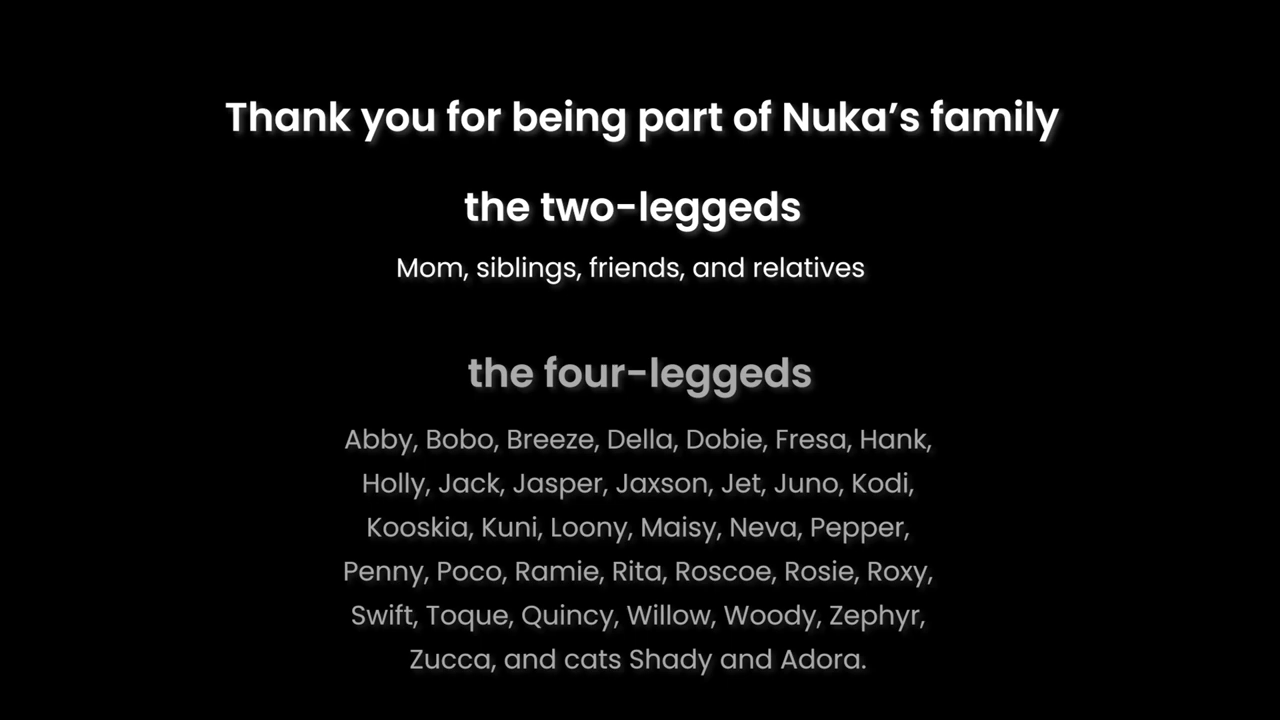 Thank you for being part of Nuka’s family
the two-leggeds
Mom, siblings, friends, and relatives
the four-leggeds
Abby, Bobo, Breeze, Della, Dobie, Fresa, Hank,
Holly, Jack, Jasper, Jaxson, Jet, Juno, Kodi,
Kooskia, Kuni, Loony, Maisy, Neva, Pepper,
Penny, Poco, Ramie, Rita, Roscoe, Rosie, Roxy,
Swift, Toque, Quincy, Willow, Woody, Zephyr,
Zucca, and cats Shady and Adora.